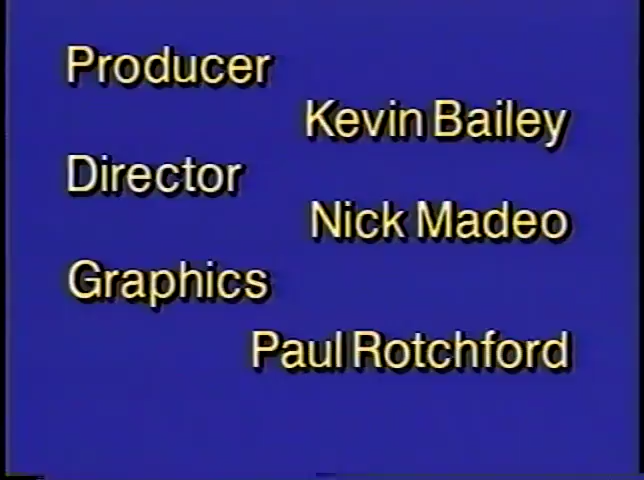 Producer
Kevin Bailey
Director
Nick Madeo
Graphics
Paul Rotchford